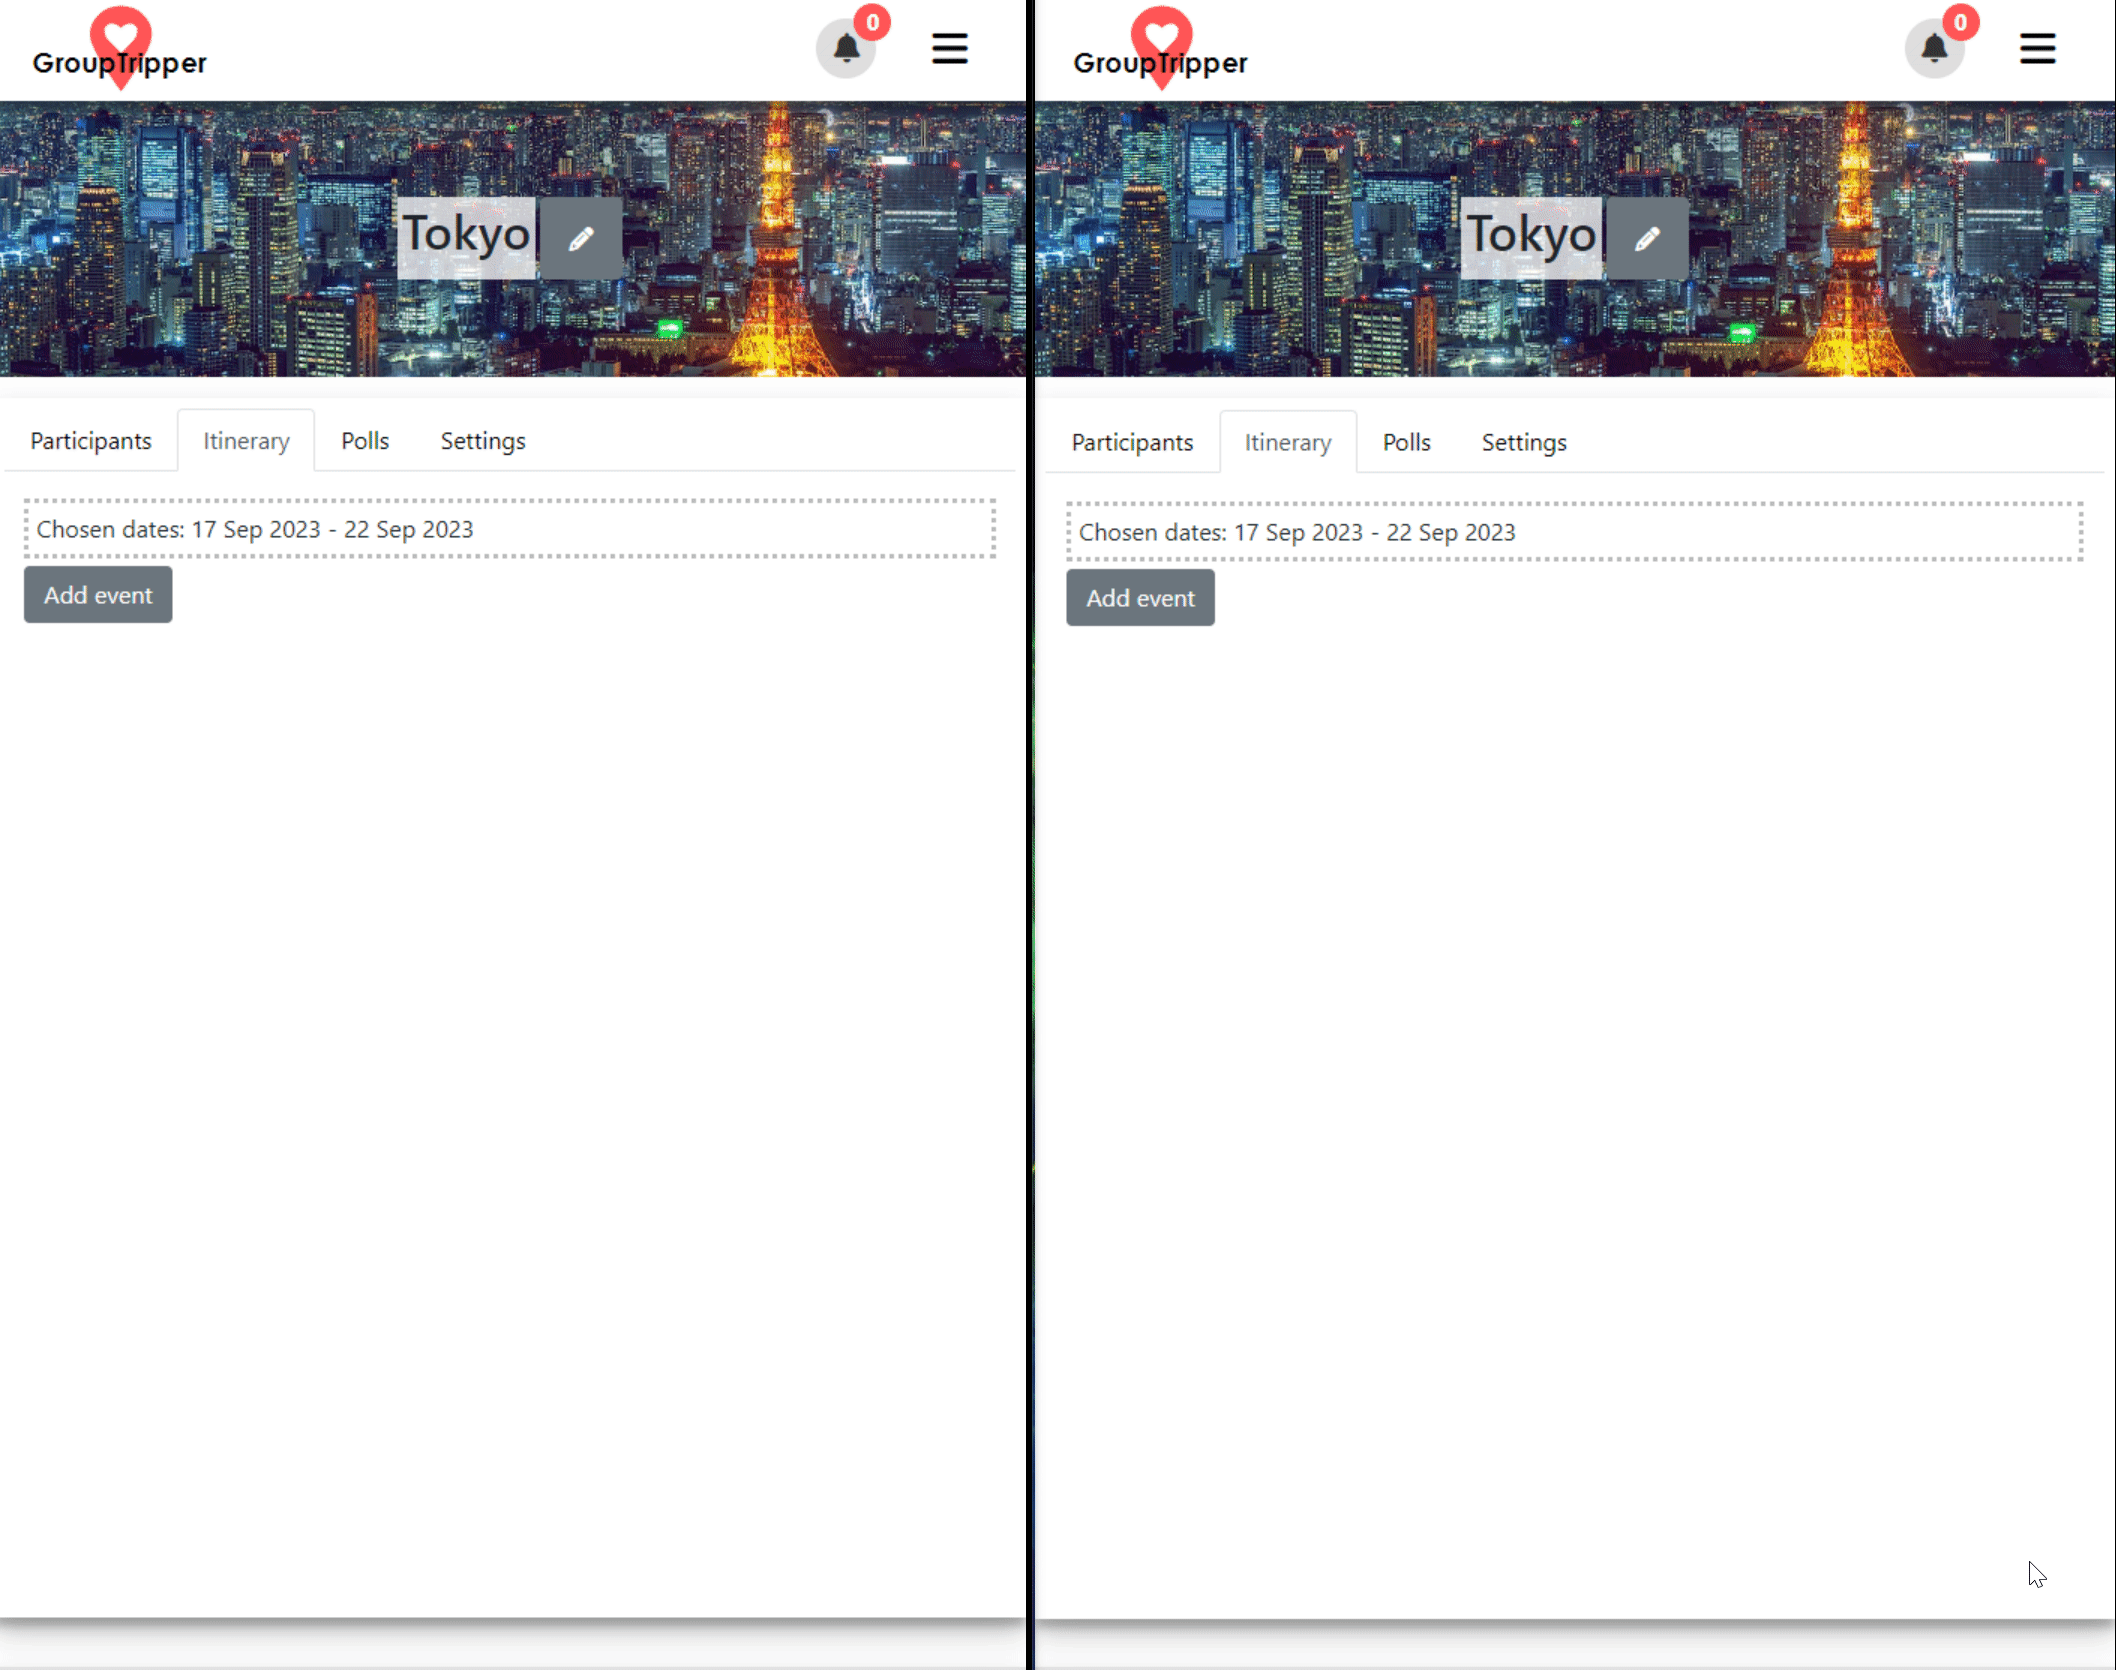 GroupTripper
0
Tokyo
Participants Itinerary Polls Settings
Chosen dates: 17 Sep 2023 - 22 Sep 2023
Add event
GroupTripper
0
Tokyo
Participants Itinerary Polls Settings
Chosen dates: 17 Sep 2023 - 22 Sep 2023
Add event